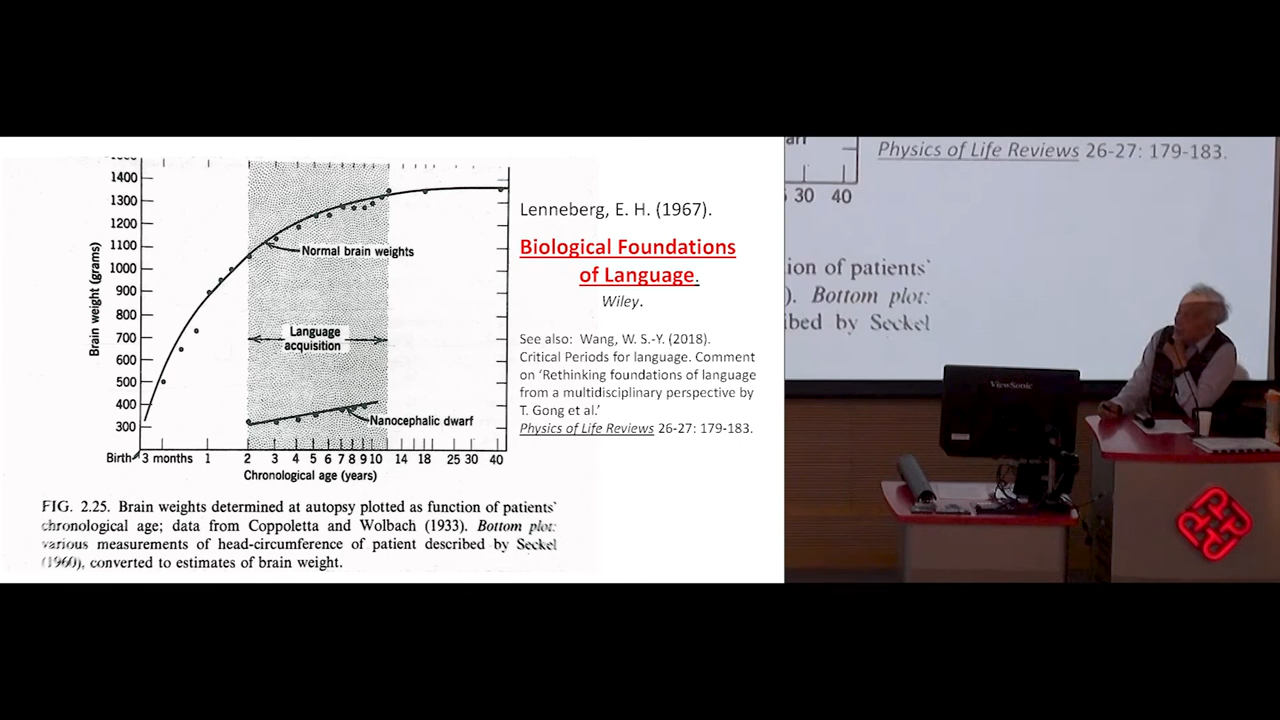 1400
1300
1200
1100
1000
900
800
700
600
500
400
300
Brain weight (grams)
Normal brain weights
Language
acquisition
Nanocephalic dwarf
Birth 3 months 1 2 3 4 5 6 7 8 9 10 14 18 25 30 40
Chronological age (years)
FIG. 2.25. Brain weights determined at autopsy plotted as function of patients'
chronological age; data from Coppoletta and Wolbach (1933). Bottom plot:
various measurements of head-circumference of patient described by Seckel
(1960), converted to estimates of brain weight.
Lenneberg, E. H. (1967).
Biological Foundations
of Language.
Wiley.
See also: Wang, W. S.-Y. (2018).
Critical Periods for language. Comment
on ‘Rethinking foundations of language
from a multidisciplinary perspective by
T. Gong et al.’
Physics of Life Reviews 26-27: 179-183.
Physics of Life Reviews 26-27: 179-183.
30 40
ion of patients'
). Bottom plot:
ibed by Seckel
ViewSonic